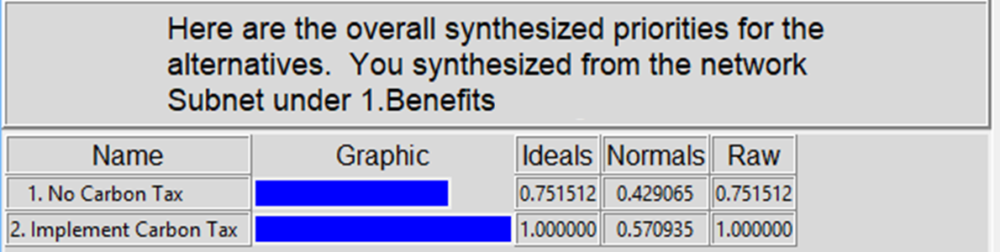 Here are the overall synthesized priorities for the
alternatives.  You synthesized from the network
Subnet under 1.Benefits
Name Graphic Ideals Normals Raw
1. No Carbon Tax 0.751512 0.429065 0.751512
2. Implement Carbon Tax 1.000000 0.570935 1.000000